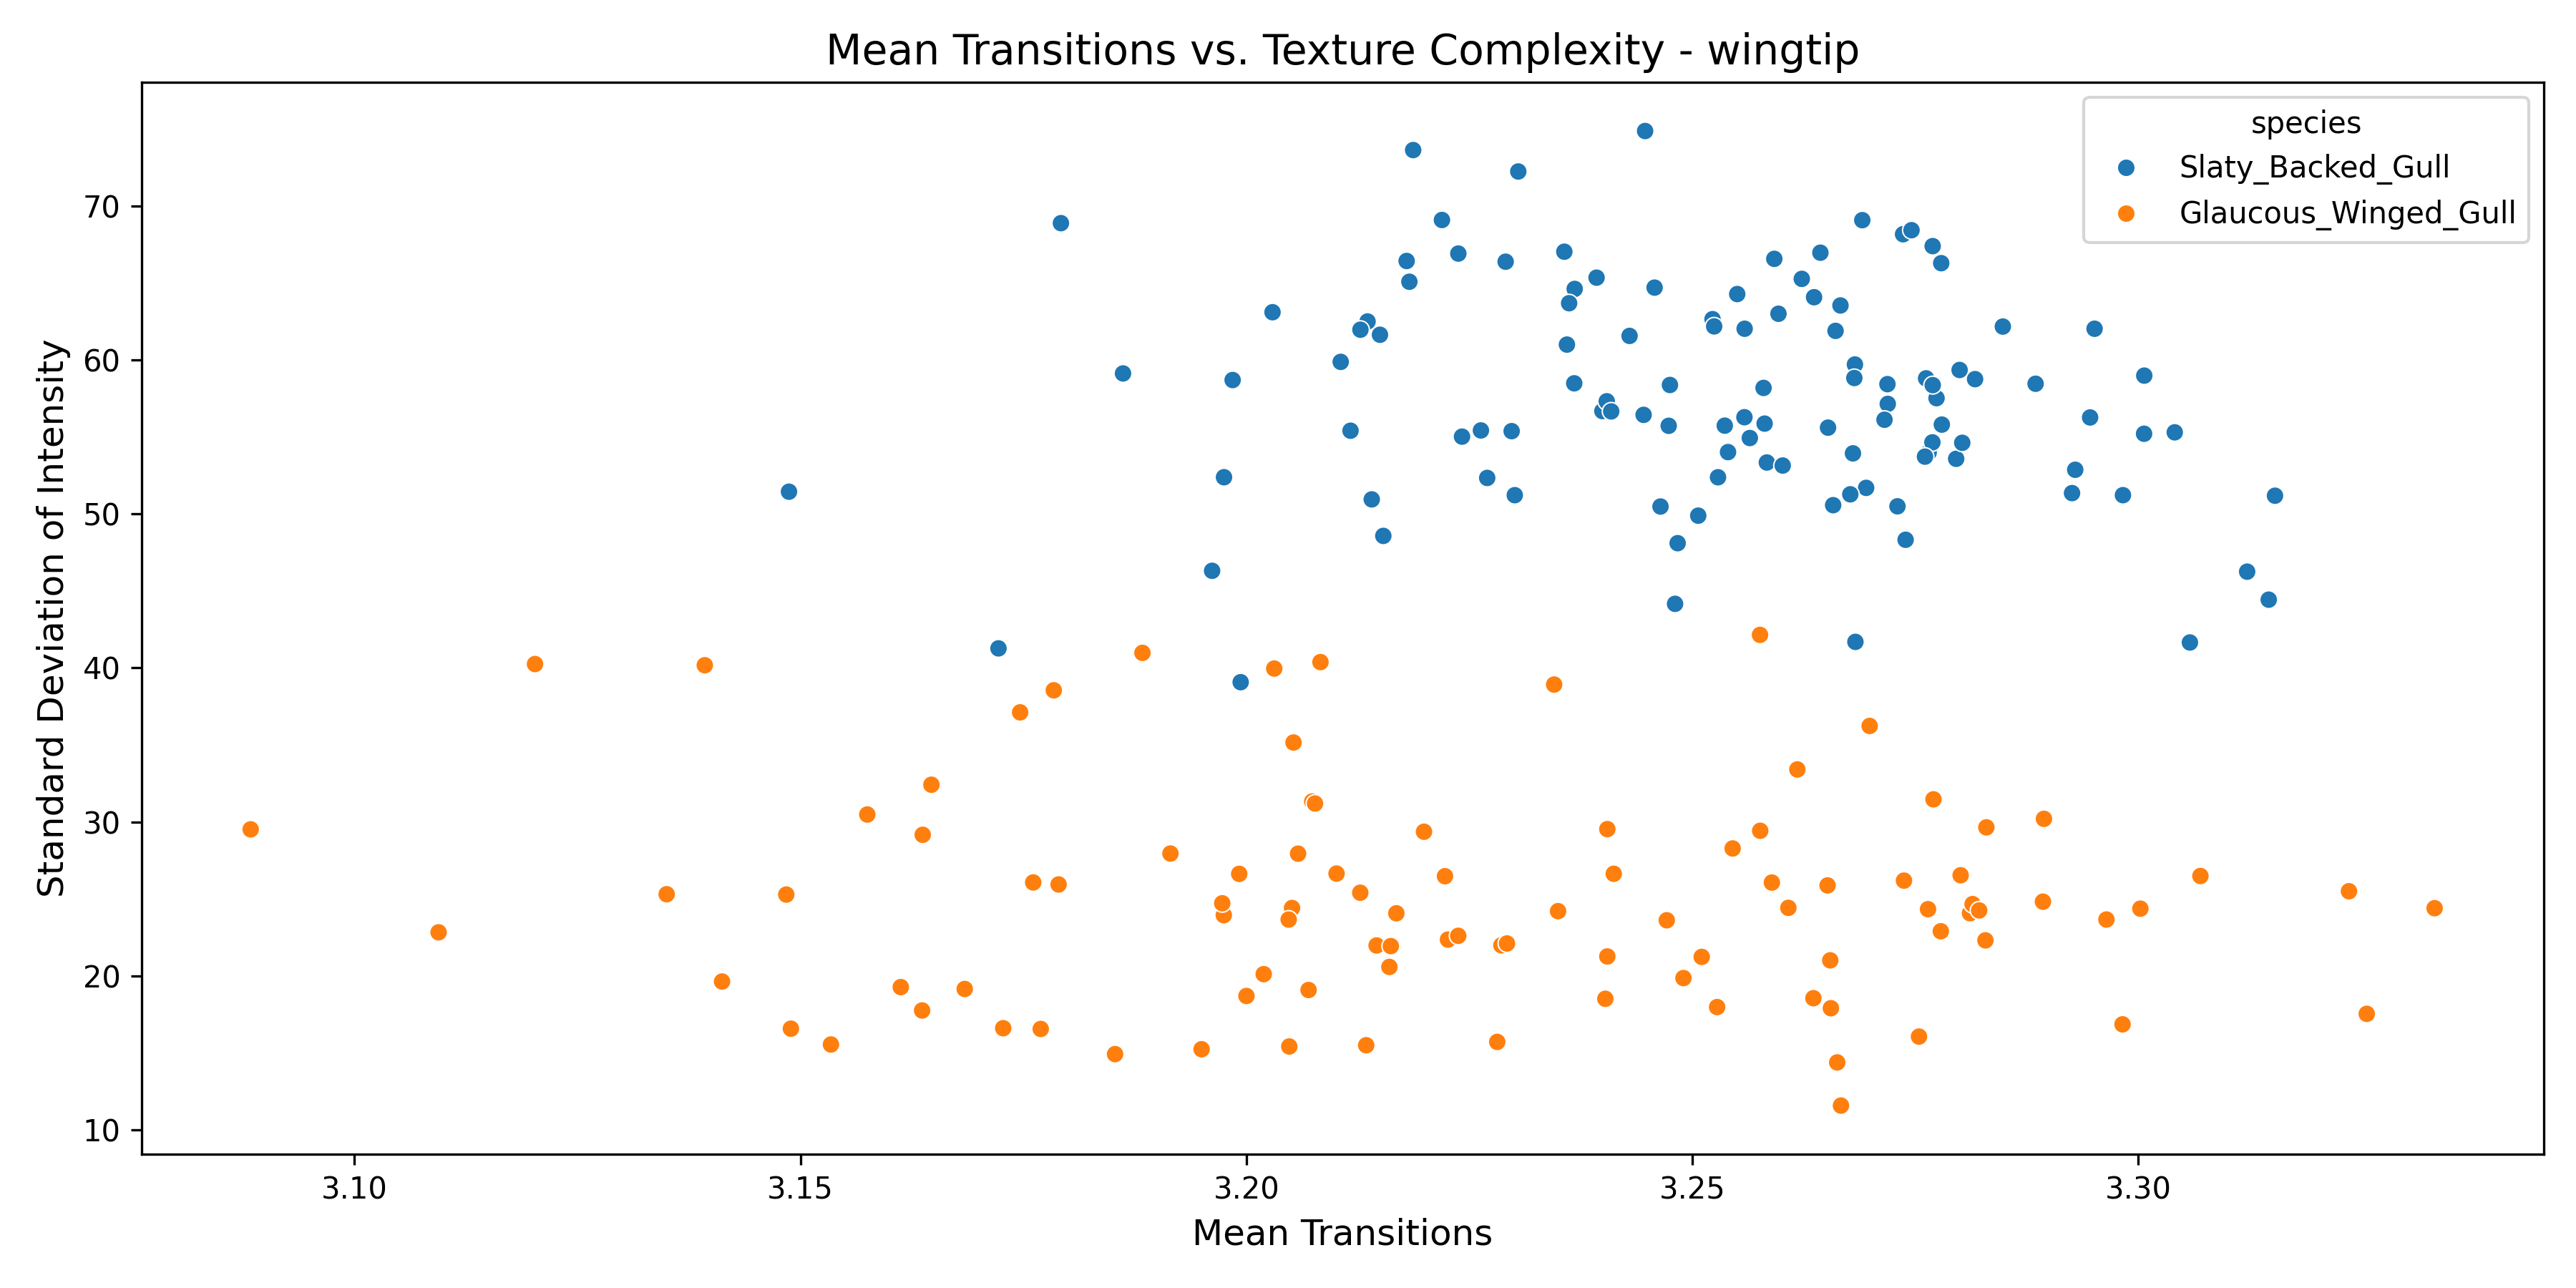 Mean Transitions vs. Texture Complexity - wingtip
species
Slaty_Backed_Gull
Glaucous_Winged_Gull
Standard Deviation of Intensity
70
60
50
40
30
20
10
3.10 3.15 3.20 3.25 3.30
Mean Transitions